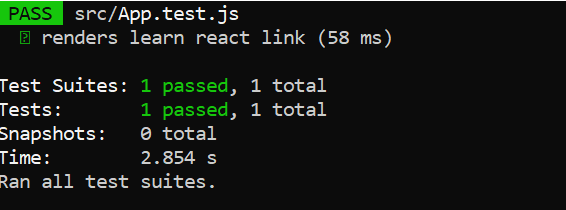 PASS src/App.test.js
renders learn react link (58 ms)
Test Suites: 1 passed, 1 total
Tests: 1 passed, 1 total
Snapshots: 0 total
Time: 2.854 s
Ran all test suites.